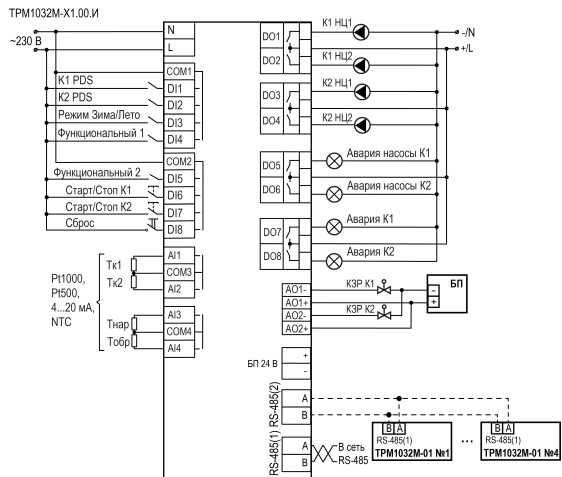 ТРМ1032М-Х1.00.И
~230 В
N
L
COM1
K1 PDS
DI1
K2 PDS
DI2
Режим Зима/Лето
DI3
Функциональный 1
DI4
COM2
Функциональный 2
DI5
Старт/Стоп К1
DI6
Старт/Стоп К2
DI7
Сброс
DI8
Pt1000,
Pt500,
4...20 мА,
NTC
Тк1
Тк2
Тнар
Тобр
AI1
COM3
AI2
AI3
COM4
AI4
DO1
К1 НЦ1
-/N
+/L
DO2
К1 НЦ2
DO3
К2 НЦ1
DO4
К2 НЦ2
DO5
Авария насосы К1
DO6
Авария насосы К2
DO7
Авария К1
DO8
Авария К2
AO1-
КЗР К1
AO1+
AO2-
КЗР К2
AO2+
БП
-
+
БП 24 В
+
-
RS-485(2)
A
B
RS-485(1)
A
B
В сеть
RS-485
B A
RS-485(1)
ТРМ1032М-01 №1
...
B A
RS-485(1)
ТРМ1032М-01 №4